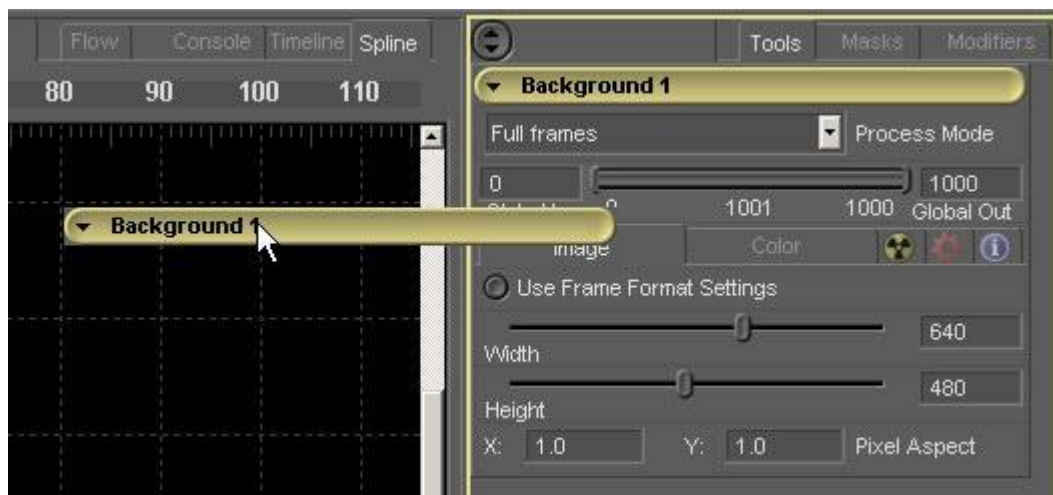 Flow Console Timeline Spline
80 90 100 110
Background 1
Tools Masks Modifiers
Background 1
Full frames Process Mode
0 1000
1001 1000 Global Out
Image Color
Use Frame Format Settings
640
Width
480
Height
X: 1.0 Y: 1.0 Pixel Aspect